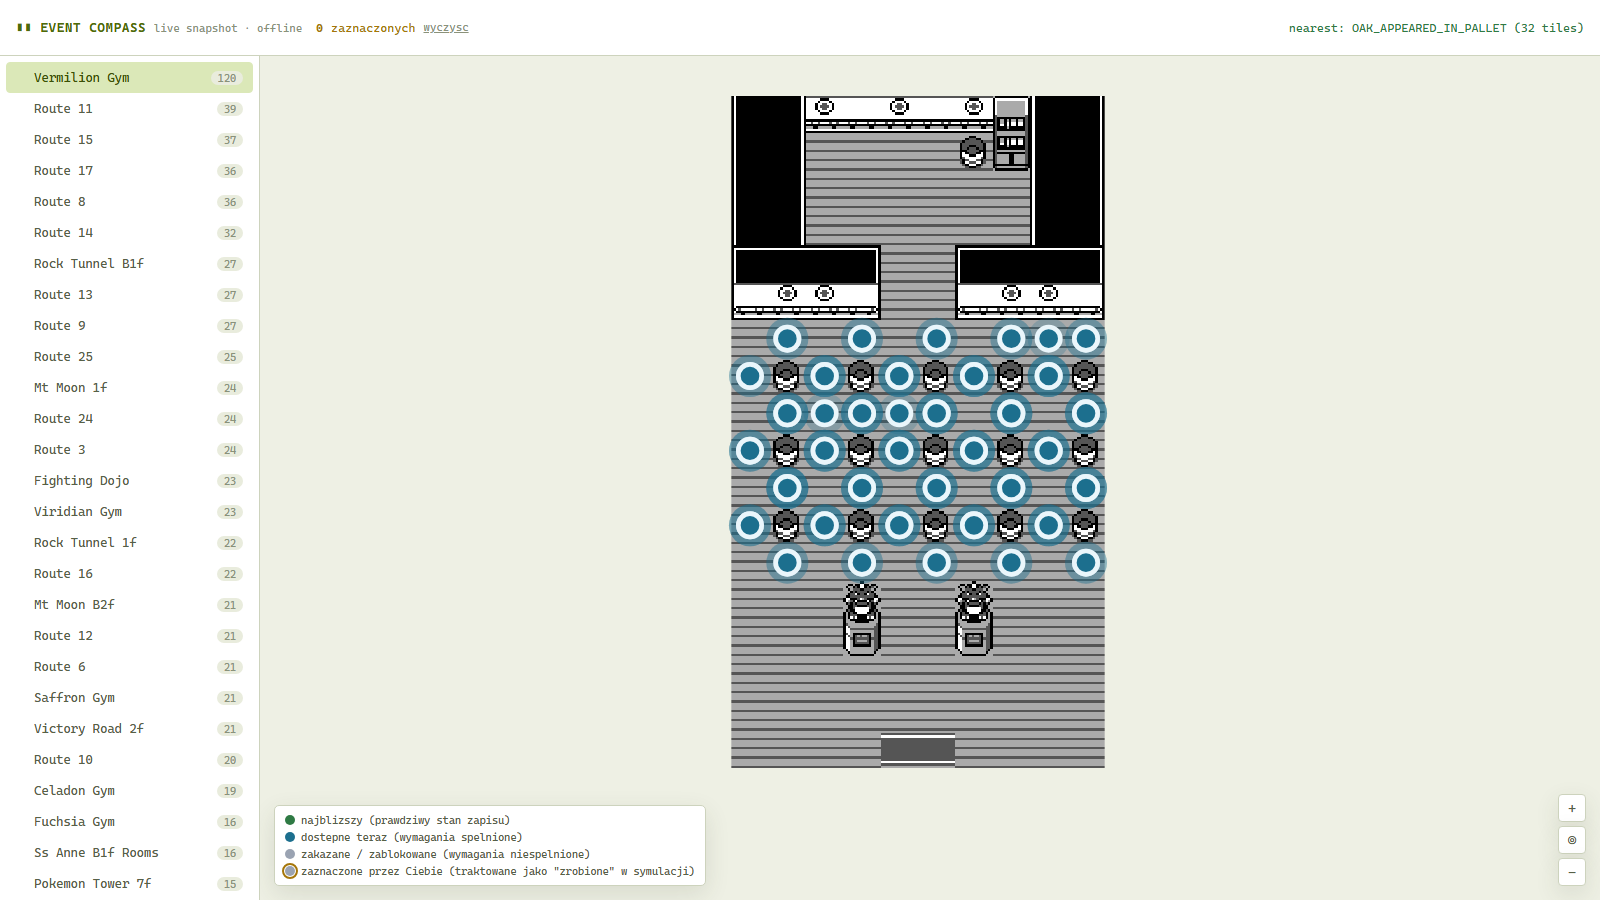 EVENT COMPASS live snapshot · offline 0 zaznaczonych wyczysc
nearest: OAK_APPEARED_IN_PALLET (32 tiles)
Vermilion Gym 120
Route 11 39
Route 15 37
Route 17 36
Route 8 36
Route 14 32
Rock Tunnel B1f 27
Route 13 27
Route 9 27
Route 25 25
Mt Moon 1f 24
Route 24 24
Route 3 24
Fighting Dojo 23
Viridian Gym 23
Rock Tunnel 1f 22
Route 16 22
Mt Moon B2f 21
Route 12 21
Route 6 21
Saffron Gym 21
Victory Road 2f 21
Route 10 20
Celadon Gym 19
Fuchsia Gym 16
Ss Anne B1f Rooms 16
Pokemon Tower 7f 15
najblizszy (prawdziwy stan zapisu)
dostepne teraz (wymagania spelnione)
zakazane / zablokowane (wymagania niespelnione)
zaznaczone przez Ciebie (traktowane jako "zrobione" w symulacji)
+
−